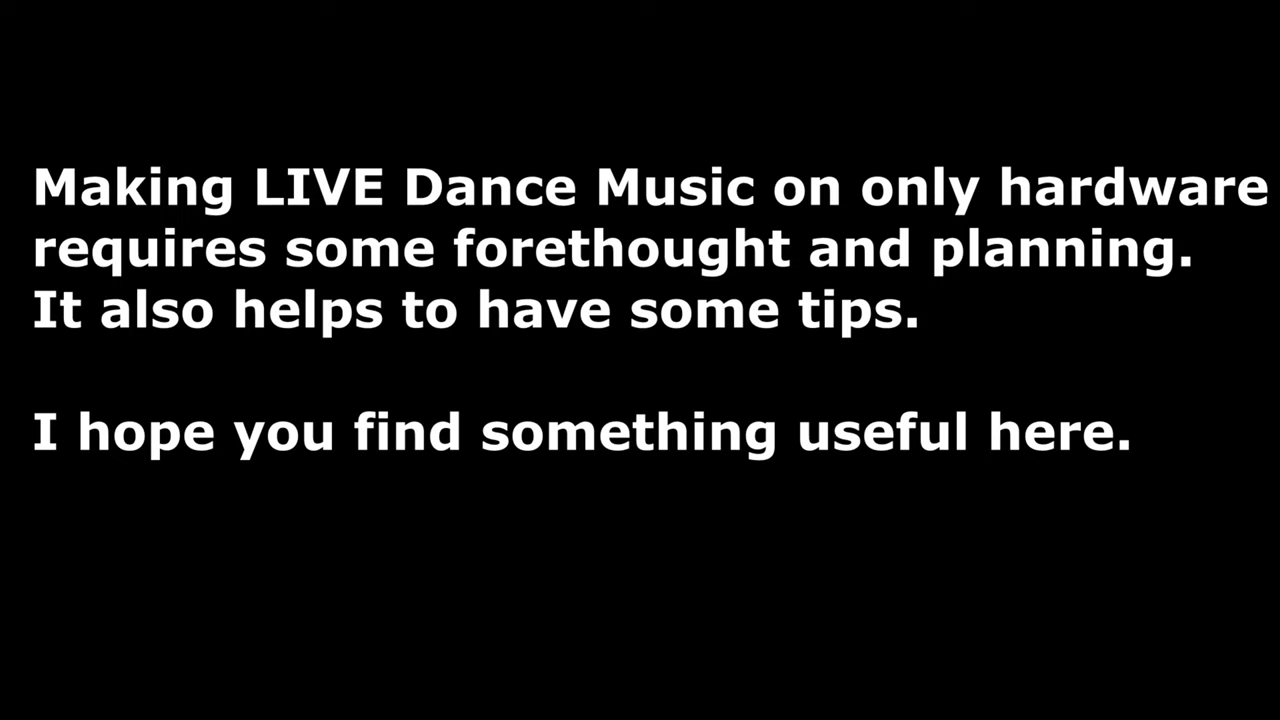 Making LIVE Dance Music on only hardware
requires some forethought and planning.
It also helps to have some tips.
I hope you find something useful here.